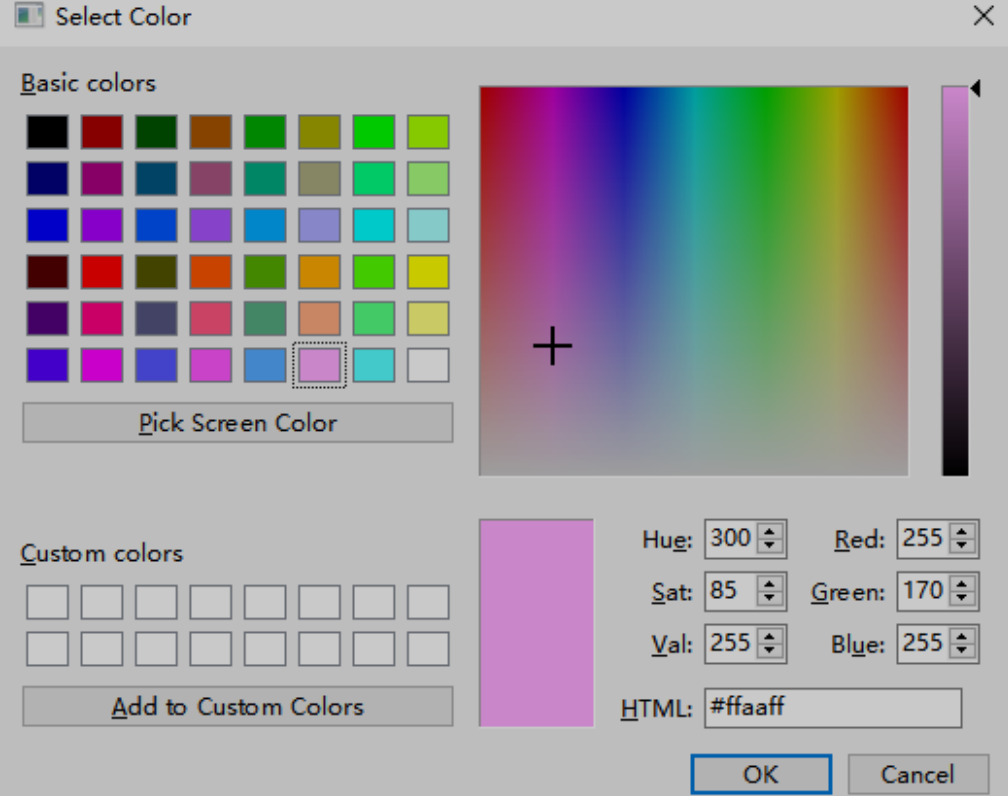 Select Color
Basic colors
Pick Screen Color
Custom colors
Add to Custom Colors
Hue: 300 Red: 255
Sat: 85 Green: 170
Val: 255 Blue: 255
HTML: #ffaaff
OK Cancel